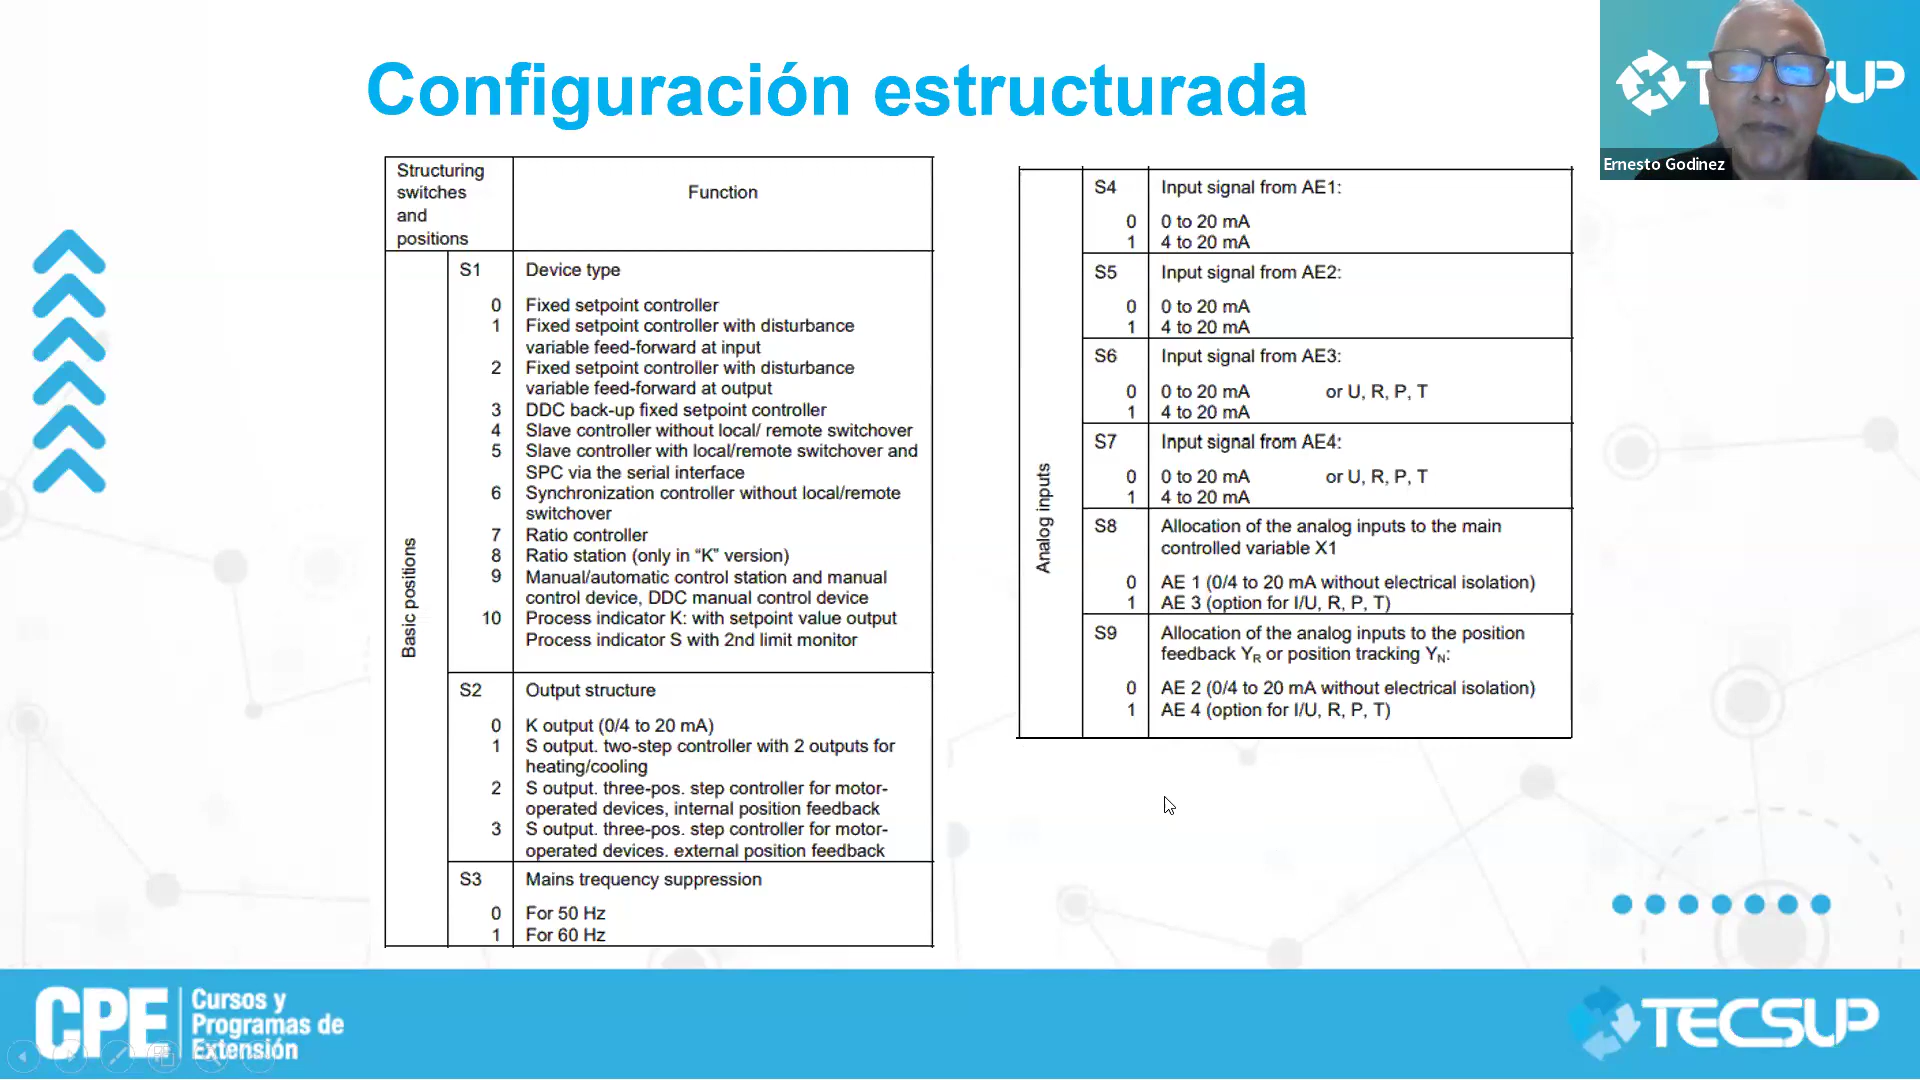 Configuración estructurada
Structuring
switches
and
positions
Function
Basic positions
S1 Device type
0 Fixed setpoint controller
1 Fixed setpoint controller with disturbance
variable feed-forward at input
2 Fixed setpoint controller with disturbance
variable feed-forward at output
3 DDC back-up fixed setpoint controller
4 Slave controller without local/ remote switchover
5 Slave controller with local/remote switchover and
SPC via the serial interface
6 Synchronization controller without local/remote
switchover
7 Ratio controller
8 Ratio station (only in “K” version)
9 Manual/automatic control station and manual
control device, DDC manual control device
10 Process indicator K: with setpoint value output
Process indicator S with 2nd limit monitor
S2 Output structure
0 K output (0/4 to 20 mA)
1 S output. two-step controller with 2 outputs for
heating/cooling
2 S output. three-pos. step controller for motor-
operated devices, internal position feedback
3 S output. three-pos. step controller for motor-
operated devices. external position feedback
S3 Mains trequency suppression
0 For 50 Hz
1 For 60 Hz
Analog inputs
S4 Input signal from AE1:
0 0 to 20 mA
1 4 to 20 mA
S5 Input signal from AE2:
0 0 to 20 mA
1 4 to 20 mA
S6 Input signal from AE3:
0 0 to 20 mA or U, R, P, T
1 4 to 20 mA
S7 Input signal from AE4:
0 0 to 20 mA or U, R, P, T
1 4 to 20 mA
S8 Allocation of the analog inputs to the main
controlled variable X1
0 AE 1 (0/4 to 20 mA without electrical isolation)
1 AE 3 (option for I/U, R, P, T)
S9 Allocation of the analog inputs to the position
feedback YR or position tracking YN:
0 AE 2 (0/4 to 20 mA without electrical isolation)
1 AE 4 (option for I/U, R, P, T)
Ernesto Godinez
CPE
Cursos y
Programas de
Extensión
TECSUP